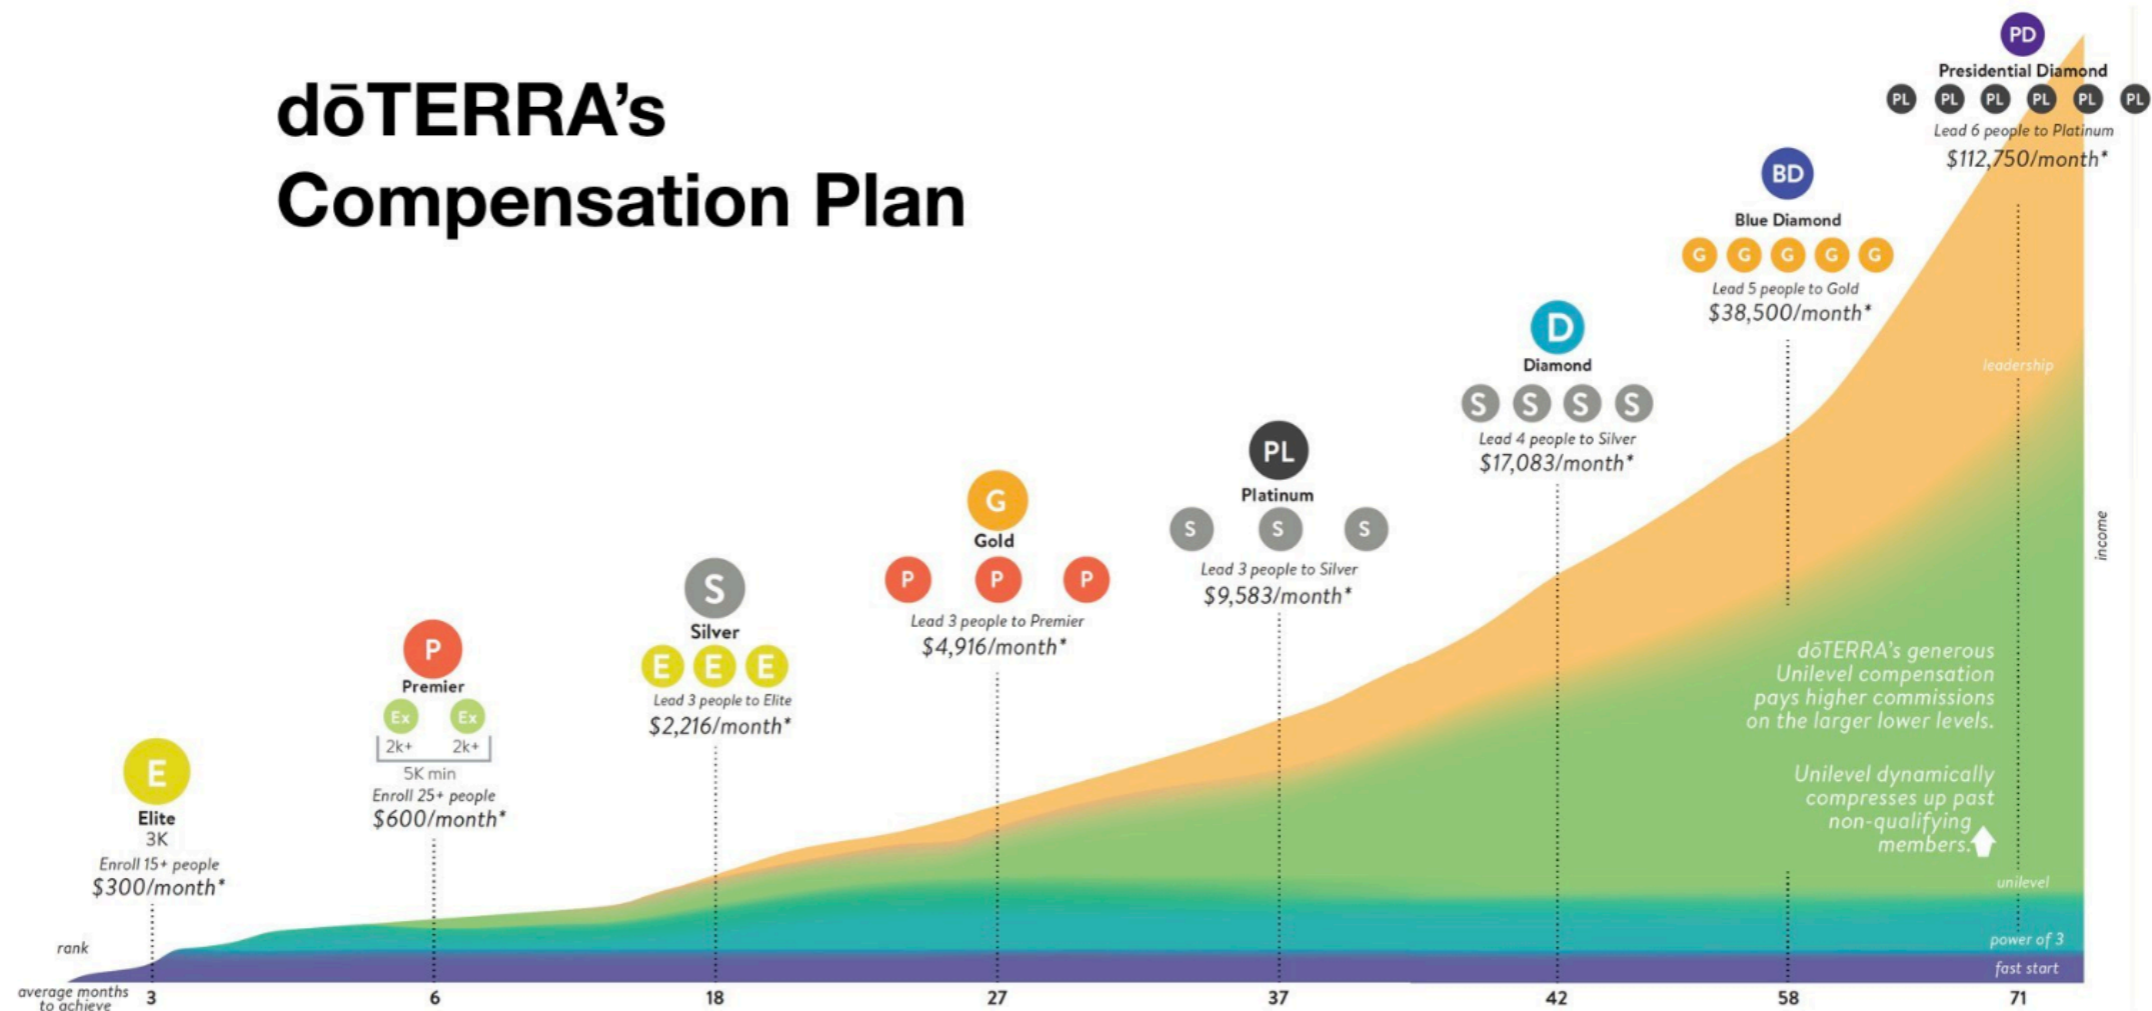 dōTERRA’s
Compensation Plan
E
Elite
3K
Enroll 15+ people
$300/month*
P
Premier
Ex Ex
2k+ 2k+
5K min
Enroll 25+ people
$600/month*
S
Silver
E E E
Lead 3 people to Elite
$2,216/month*
G
Gold
P P P
Lead 3 people to Premier
$4,916/month*
PL
Platinum
S S S
Lead 3 people to Silver
$9,583/month*
D
Diamond
S S S S
Lead 4 people to Silver
$17,083/month*
BD
Blue Diamond
G G G G G
Lead 5 people to Gold
$38,500/month*
PD
Presidential Diamond
PL PL PL PL PL PL
Lead 6 people to Platinum
$112,750/month*
leadership
income
dōTERRA’s generous
Unilevel compensation
pays higher commissions
on the larger lower levels.
Unilevel dynamically
compresses up past
non-qualifying
members.
unilevel
power of 3
fast start
rank
average months
to achieve
3 6 18 27 37 42 58 71